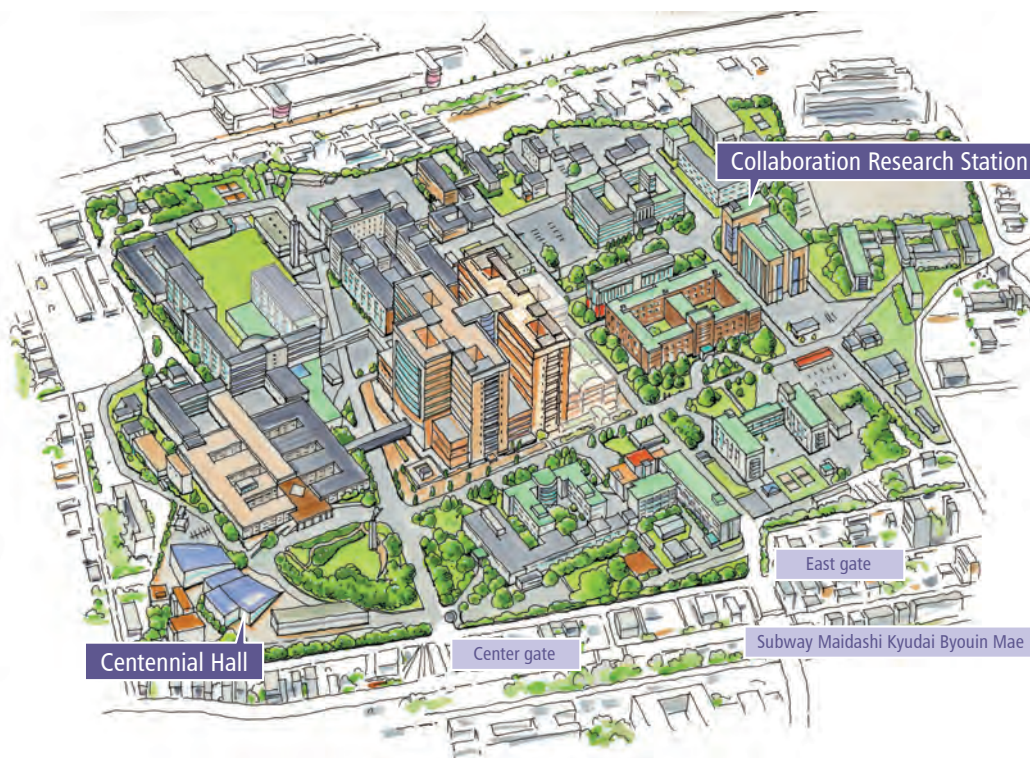 Collaboration Research Station
East gate
Subway Maidashi Kyudai Byouin Mae
Center gate
Centennial Hall